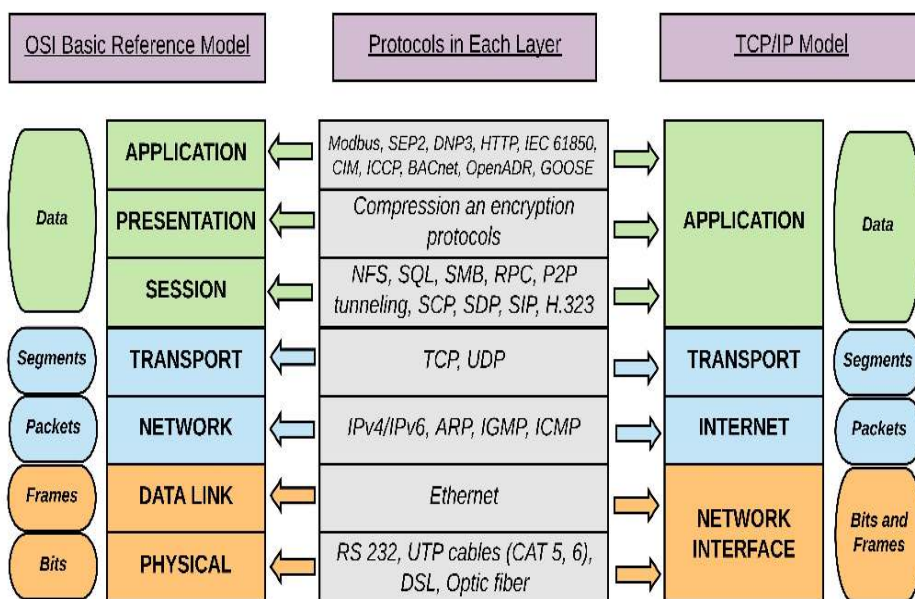 OSI Basic Reference Model
Protocols in Each Layer
TCP/IP Model
Data
APPLICATION
PRESENTATION
SESSION
Modbus, SEP2, DNP3, HTTP, IEC 61850,
CIM, ICCP, BACnet, OpenADR, GOOSE
Compression an encryption
protocols
NFS, SQL, SMB, RPC, P2P
tunneling, SCP, SDP, SIP, H.323
APPLICATION
Data
Segments
TRANSPORT
TCP, UDP
TRANSPORT
Segments
Packets
NETWORK
IPv4/IPv6, ARP, IGMP, ICMP
INTERNET
Packets
Frames
DATA LINK
Ethernet
Bits
PHYSICAL
RS 232, UTP cables (CAT 5, 6),
DSL, Optic fiber
NETWORK
INTERFACE
Bits and
Frames